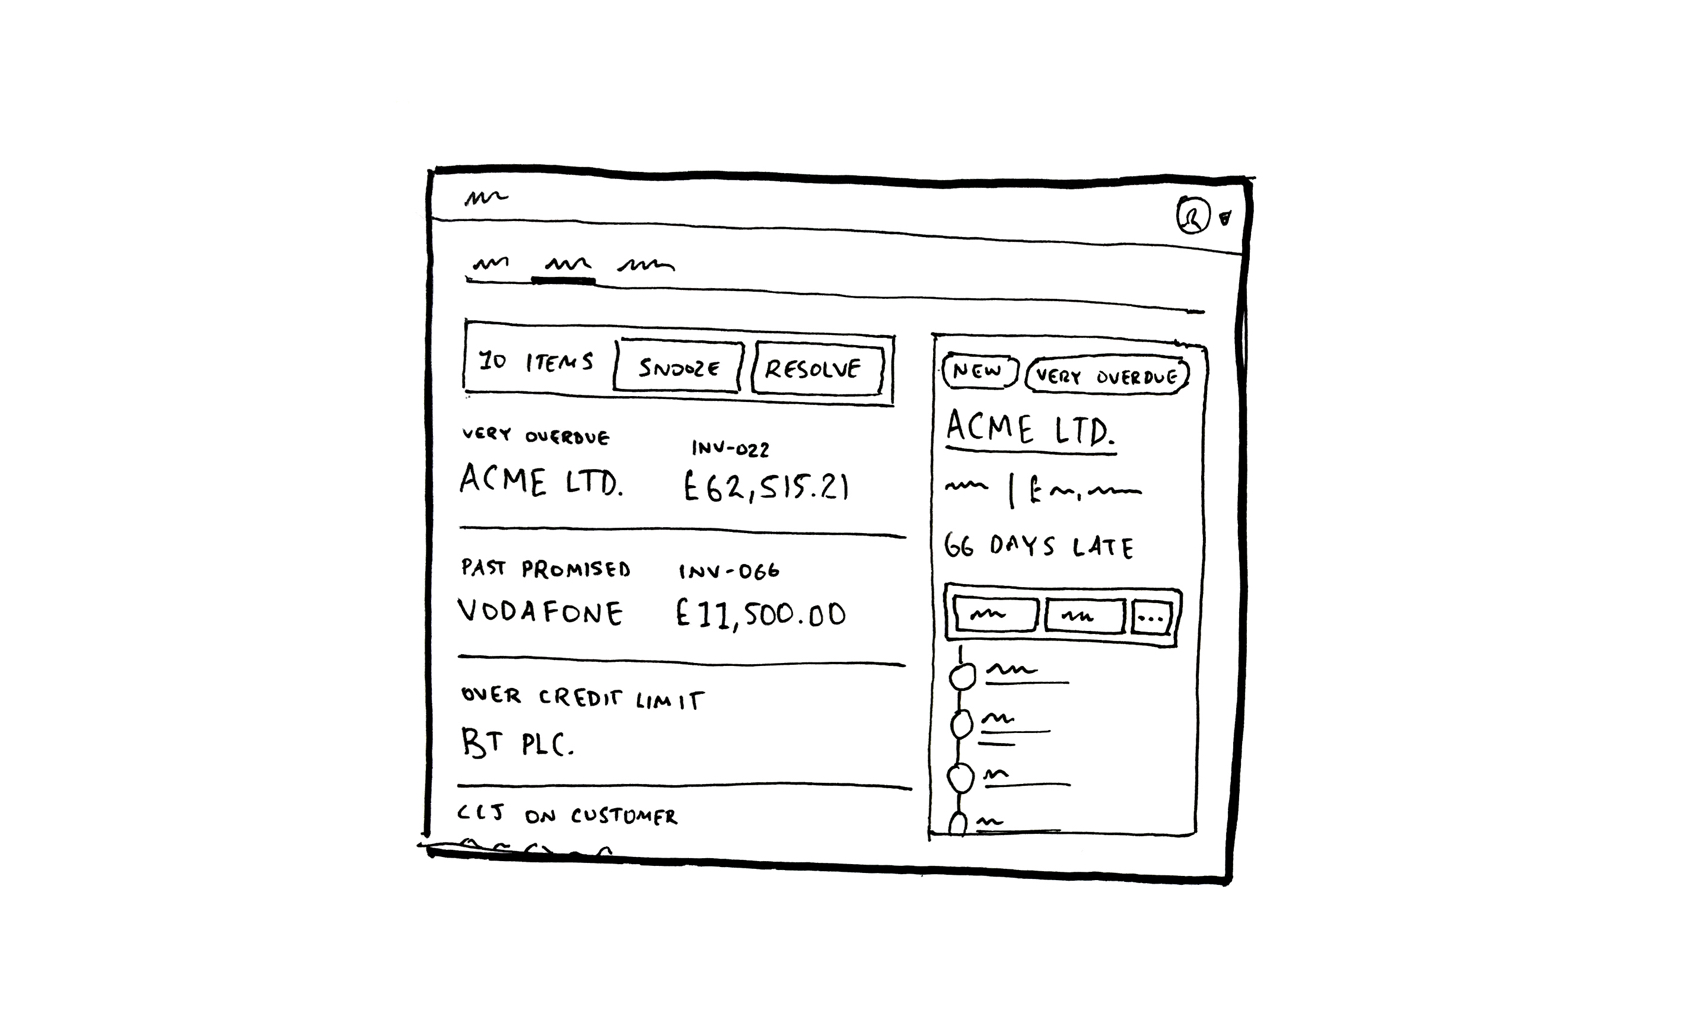 10 ITEMS SNOOZE RESOLVE
VERY OVERDUE INV-022
ACME LTD. £62,515.21
PAST PROMISED INV-066
VODAFONE £11,500.00
OVER CREDIT LIMIT
BT PLC.
CCJ ON CUSTOMER
NEW VERY OVERDUE
ACME LTD.
66 DAYS LATE
...